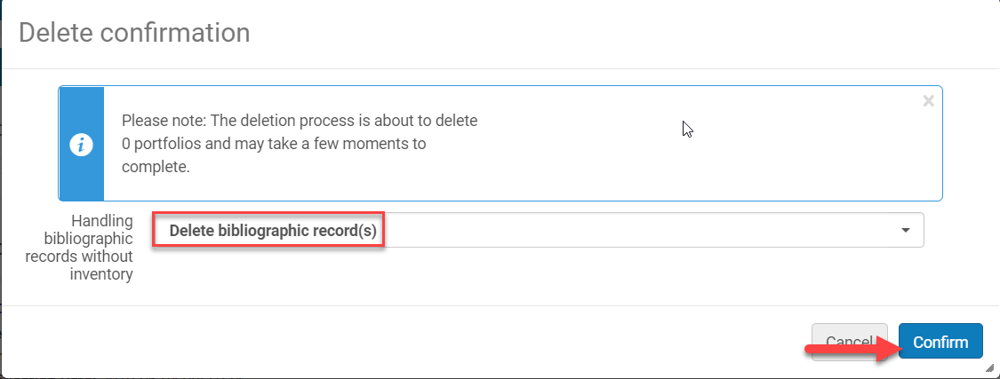 Delete confirmation
Please note: The deletion process is about to delete
0 portfolios and may take a few moments to
complete.
Handling
bibliographic
records without
inventory
Delete bibliographic record(s)
Cancel
Confirm